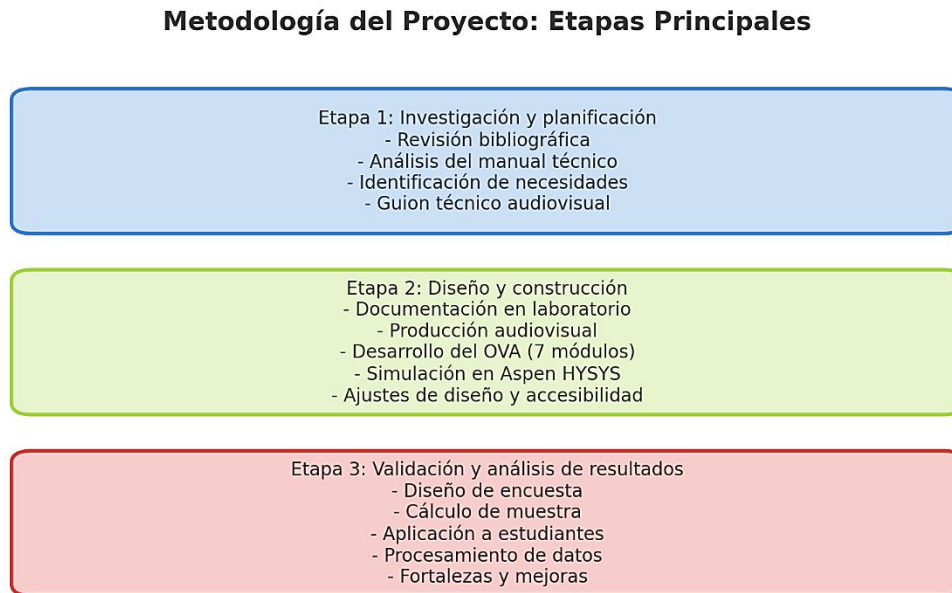 Metodología del Proyecto: Etapas Principales
Etapa 1: Investigación y planificación
- Revisión bibliográfica
- Análisis del manual técnico
- Identificación de necesidades
- Guion técnico audiovisual
Etapa 2: Diseño y construcción
- Documentación en laboratorio
- Producción audiovisual
- Desarrollo del OVA (7 módulos)
- Simulación en Aspen HYSYS
- Ajustes de diseño y accesibilidad
Etapa 3: Validación y análisis de resultados
- Diseño de encuesta
- Cálculo de muestra
- Aplicación a estudiantes
- Procesamiento de datos
- Fortalezas y mejoras